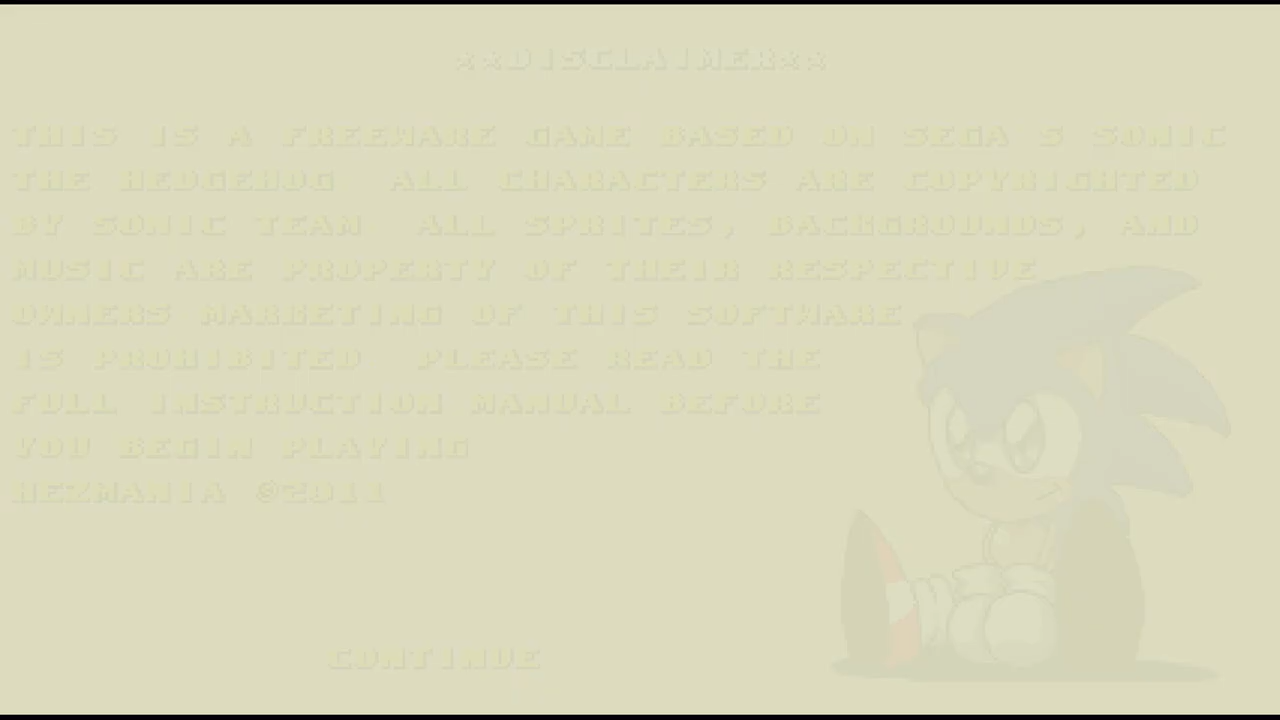 **DISCLAIMER**
THIS IS A FREEWARE GAME BASED ON SEGA S SONIC
THE HEDGEHOG ALL CHARACTERS ARE COPYRIGHTED
BY SONIC TEAM ALL SPRITES, BACKGROUNDS, AND
MUSIC ARE PROPERTY OF THEIR RESPECTIVE
OWNERS MARKETING OF THIS SOFTWARE
IS PROHIBITED PLEASE READ THE
FULL INSTRUCTION MANUAL BEFORE
YOU BEGIN PLAYING
HEZMANIA @2011
CONTINUE